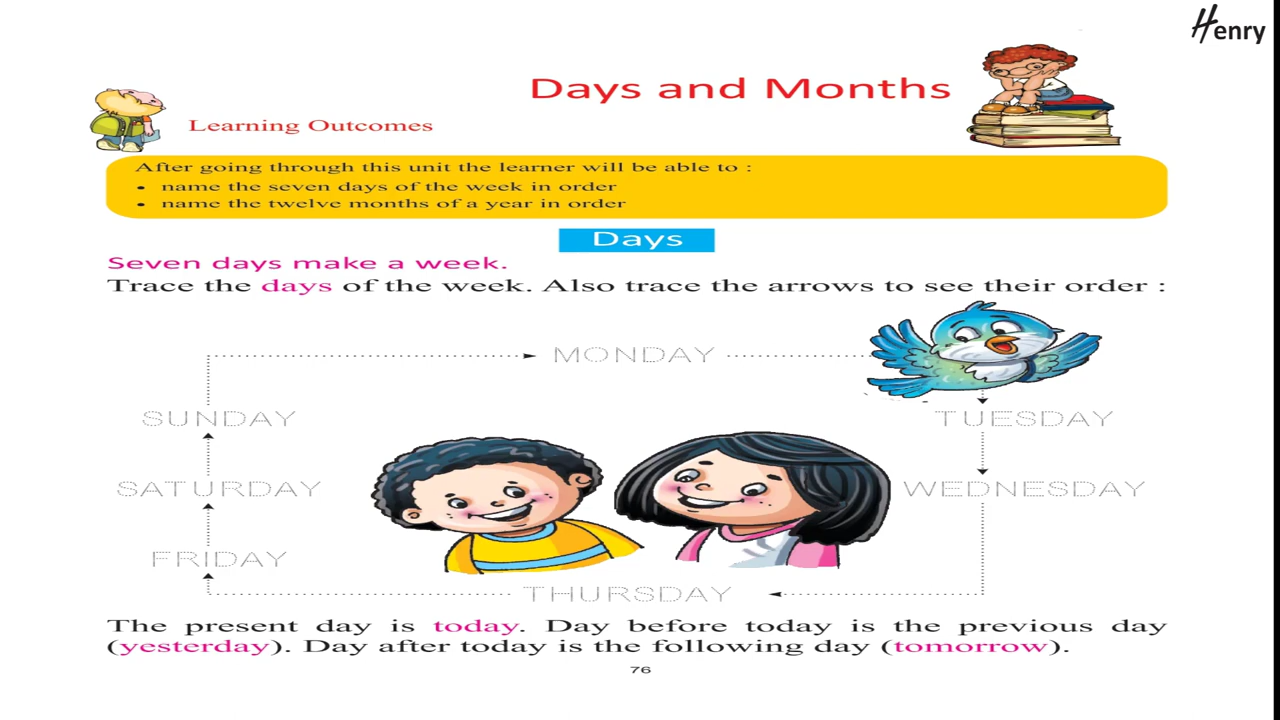 Henry
Days and Months
Learning Outcomes
After going through this unit the learner will be able to :
• name the seven days of the week in order
• name the twelve months of a year in order
Days
Seven days make a week.
Trace the days of the week. Also trace the arrows to see their order :
MONDAY
SUNDAY
TUESDAY
SATURDAY
WEDNESDAY
FRIDAY
THURSDAY
The present day is today. Day before today is the previous day
(yesterday). Day after today is the following day (tomorrow).
76